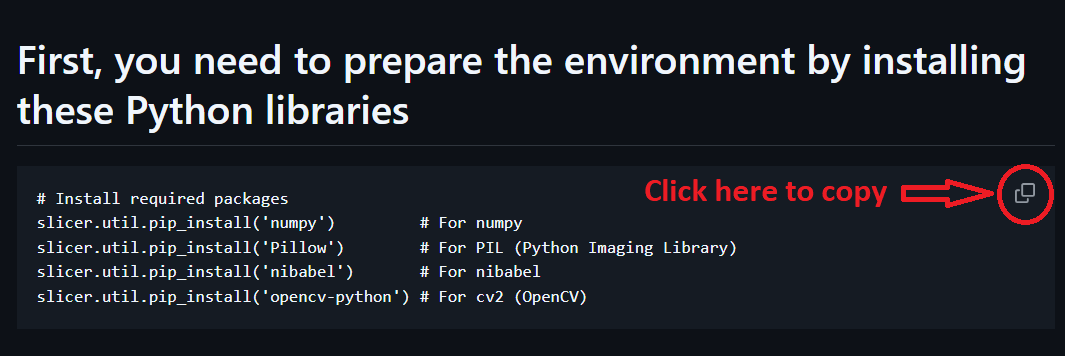 First, you need to prepare the environment by installing
these Python libraries
Click here to copy
# Install required packages
slicer.util.pip_install('numpy')         # For numpy
slicer.util.pip_install('Pillow')        # For PIL (Python Imaging Library)
slicer.util.pip_install('nibabel')       # For nibabel
slicer.util.pip_install('opencv-python') # For cv2 (OpenCV)